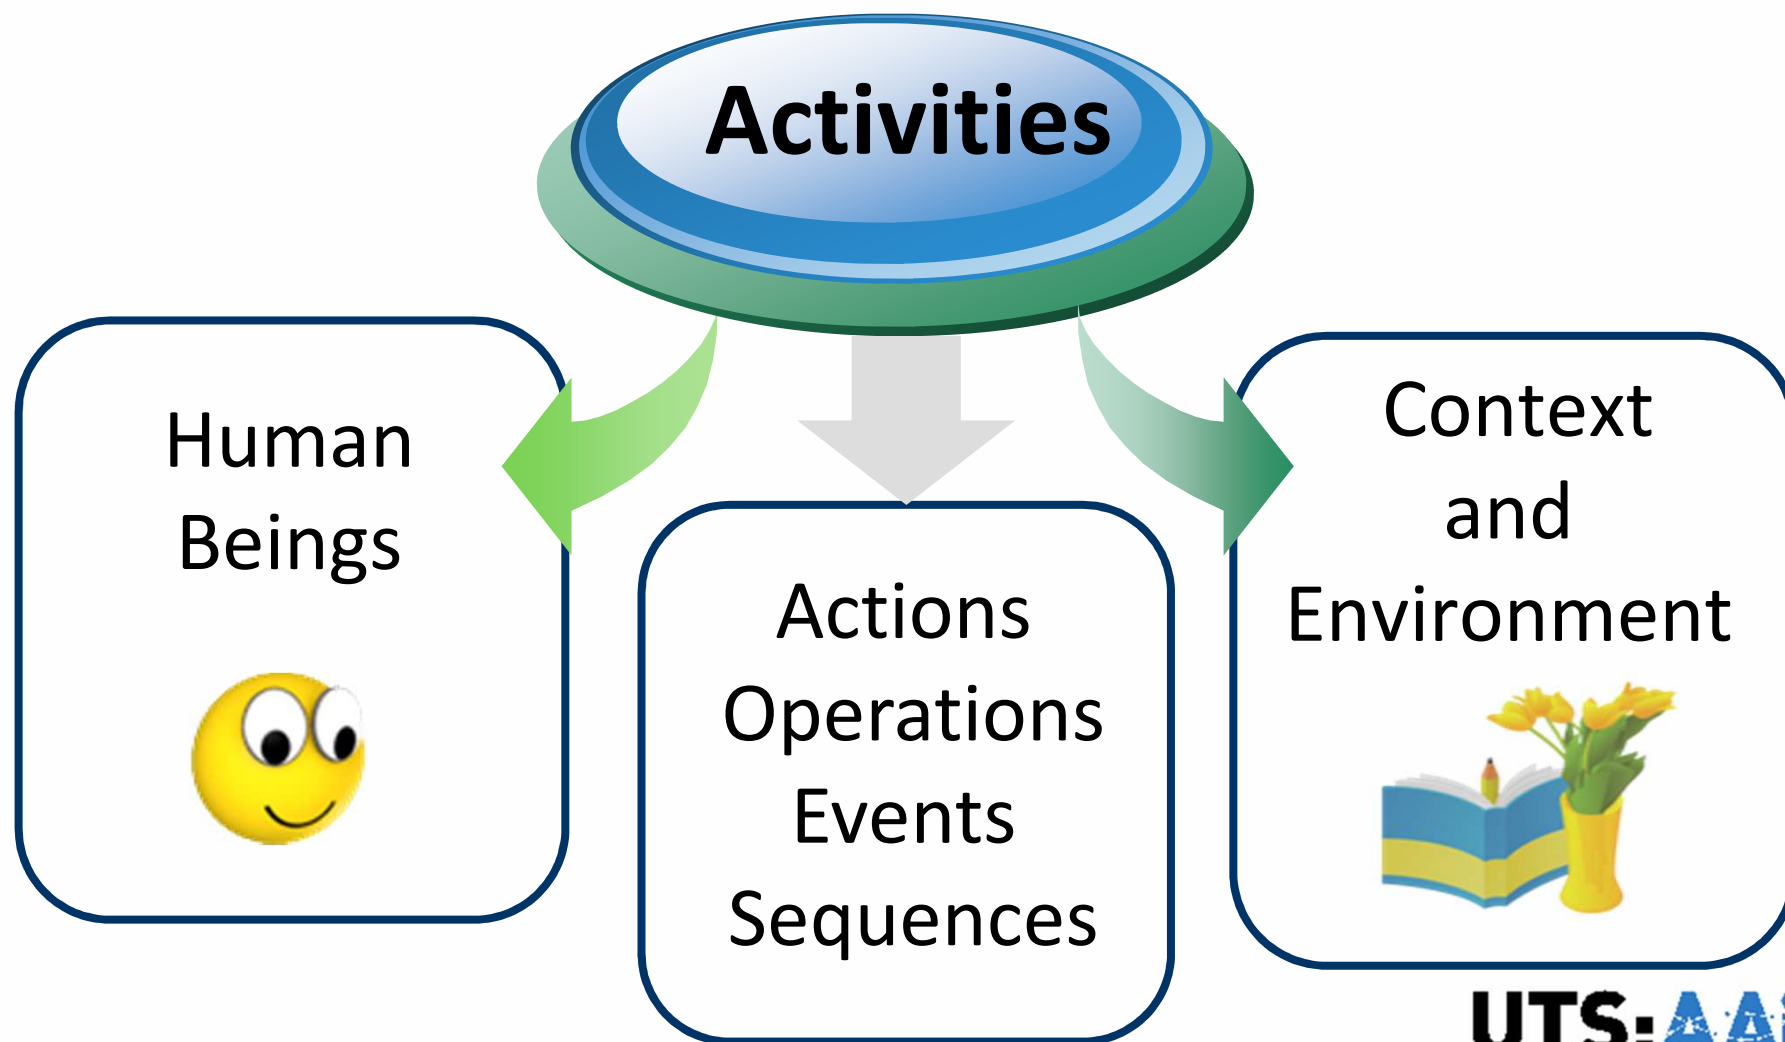 Activities
Human
Beings
Actions
Operations
Events
Sequences
Context
and
Environment
UTS:AAi